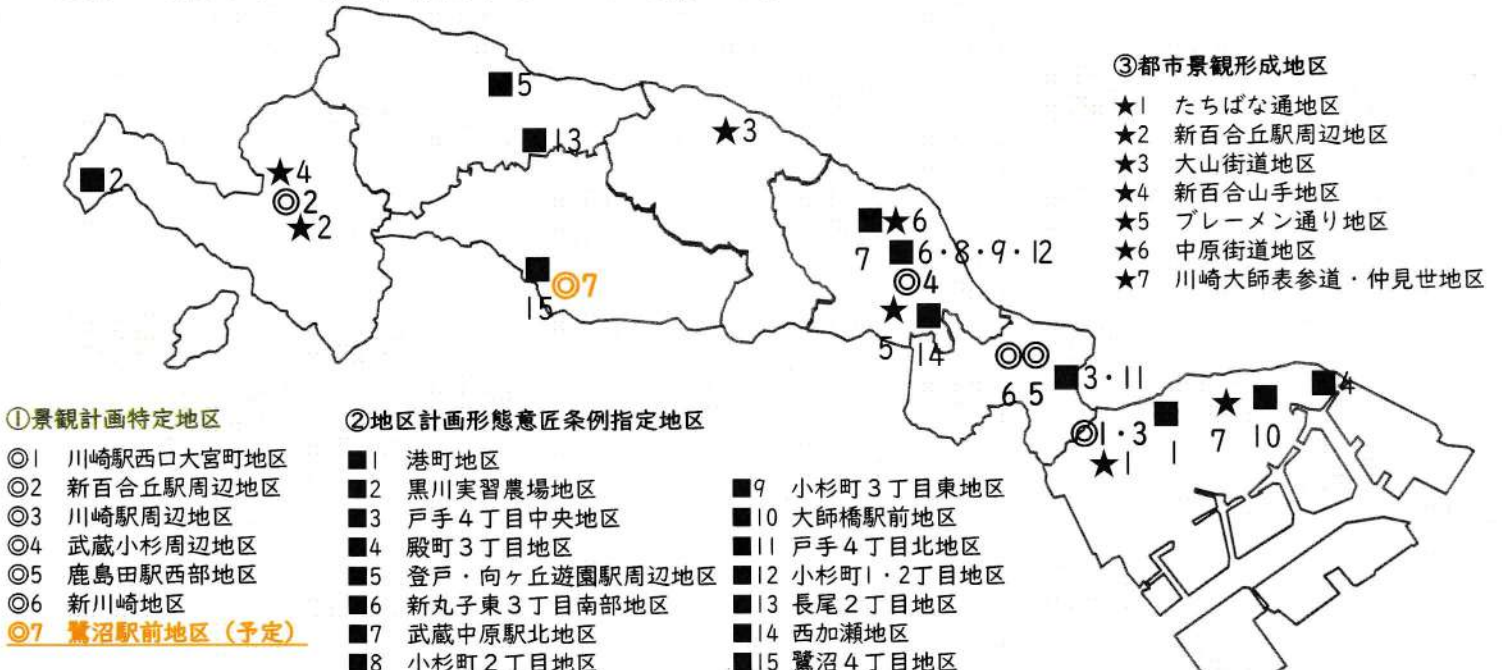 ■5
■13
■2
★4
◎2
★2
★3
■★6
7
■6・8・9・12
◎4
★■
5 14
■
15
◎7
◎◎
6 5
■3・11
◎1・3
★1
■
1
★
7
■
10
■4
③都市景観形成地区
★1 たちばな通地区
★2 新百合丘駅周辺地区
★3 大山街道地区
★4 新百合山手地区
★5 ブレーメン通り地区
★6 中原街道地区
★7 川崎大師表参道・仲見世地区
①景観計画特定地区
◎1 川崎駅西口大宮町地区
◎2 新百合丘駅周辺地区
◎3 川崎駅周辺地区
◎4 武蔵小杉周辺地区
◎5 鹿島田駅西部地区
◎6 新川崎地区
◎7 鷺沼駅前地区（予定）
②地区計画形態意匠条例指定地区
■1 港町地区
■2 黒川実習農場地区
■3 戸手4丁目中央地区
■4 殿町3丁目地区
■5 登戸・向ヶ丘遊園駅周辺地区
■6 新丸子東3丁目南部地区
■7 武蔵中原駅北地区
■8 小杉町2丁目地区
■9 小杉町3丁目東地区
■10 大師橋駅前地区
■11 戸手4丁目北地区
■12 小杉町1・2丁目地区
■13 長尾2丁目地区
■14 西加瀬地区
■15 鷺沼4丁目地区